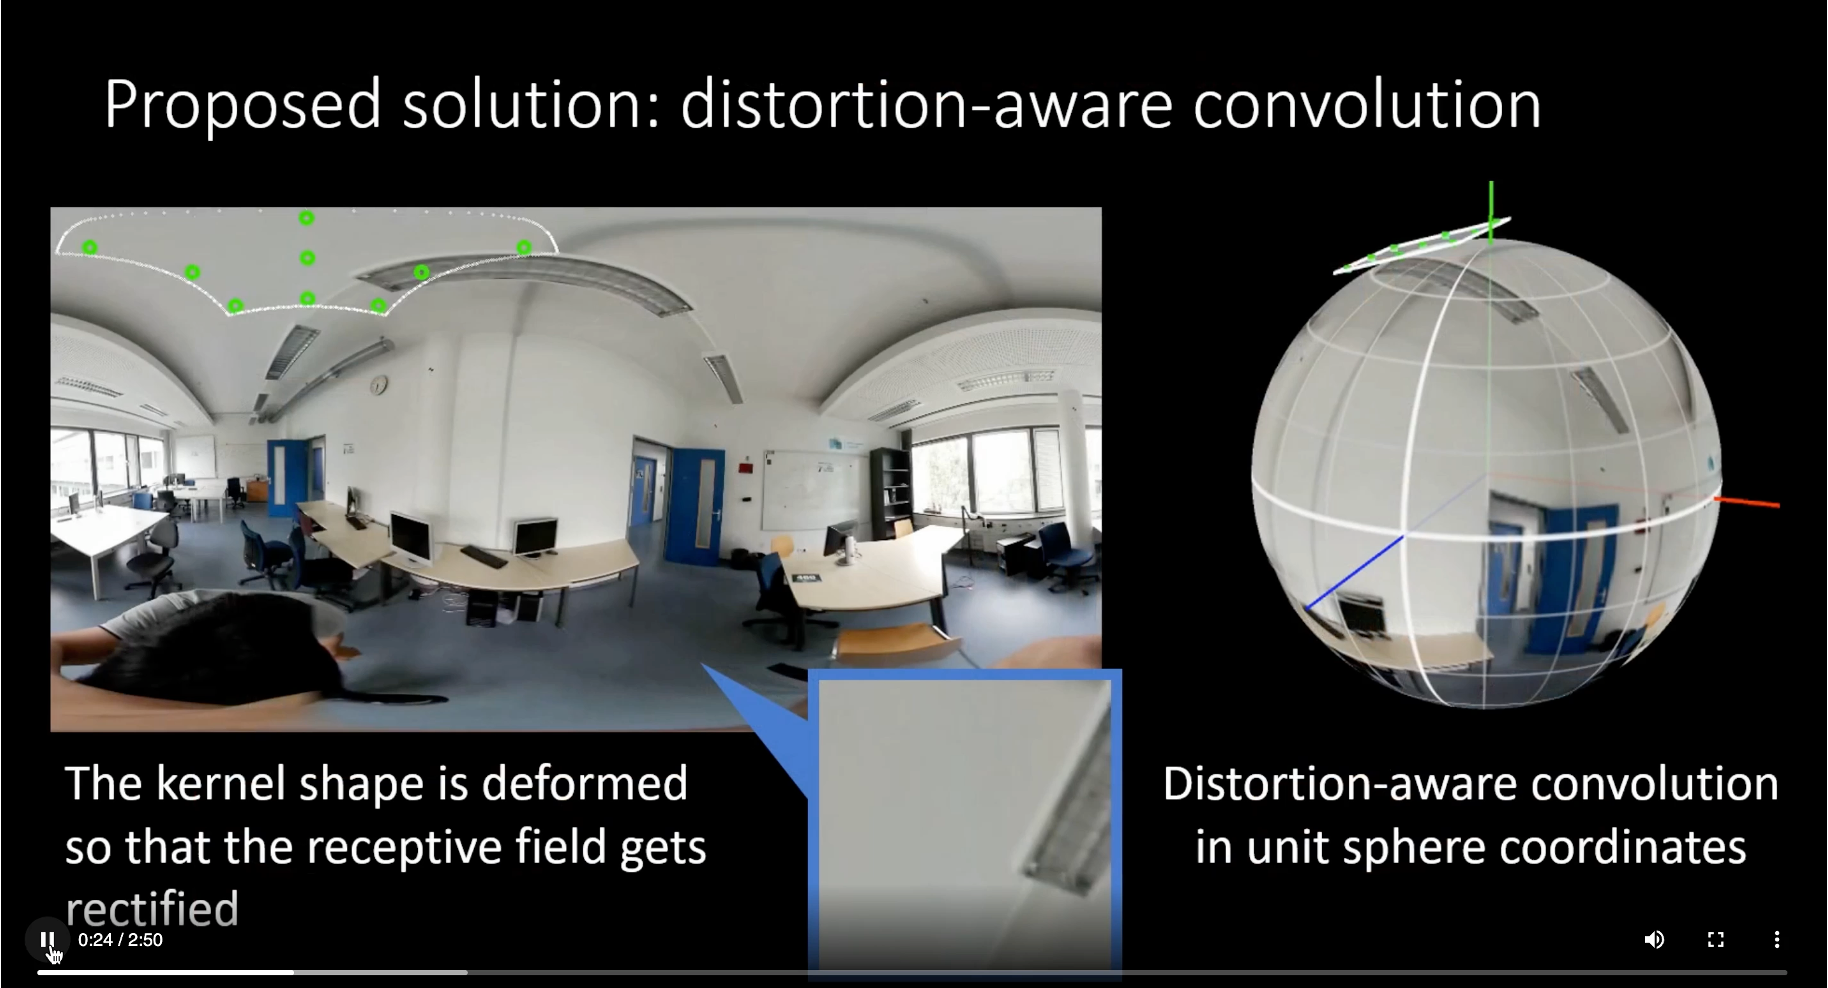 Proposed solution: distortion-aware convolution
The kernel shape is deformed
so that the receptive field gets
rectified
Distortion-aware convolution
in unit sphere coordinates
0:24 / 2:50